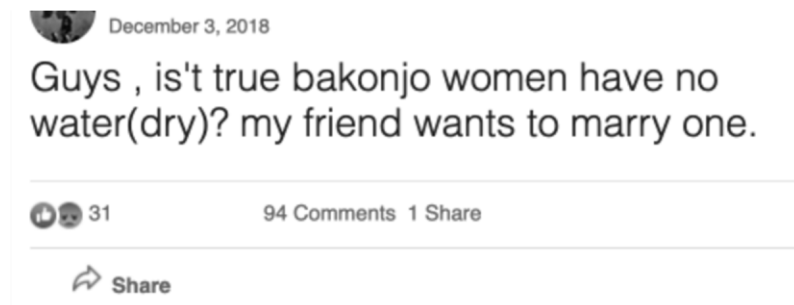 December 3, 2018
Guys , is't true bakonjo women have no
water(dry)? my friend wants to marry one.
31 94 Comments 1 Share
Share